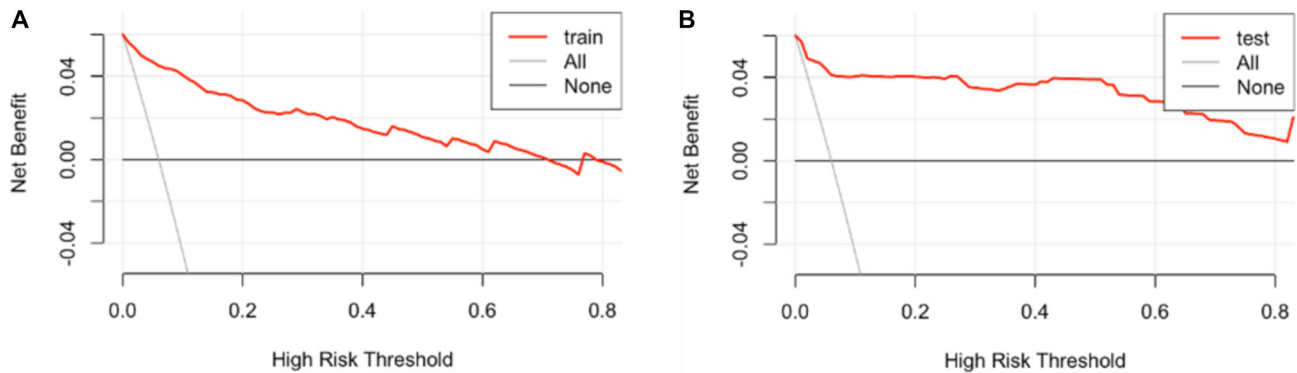 A
train
All
None
Net Benefit
0.04
0.00
-0.04
0.0 0.2 0.4 0.6 0.8
High Risk Threshold
B
test
All
None
Net Benefit
0.04
0.00
-0.04
0.0 0.2 0.4 0.6 0.8
High Risk Threshold